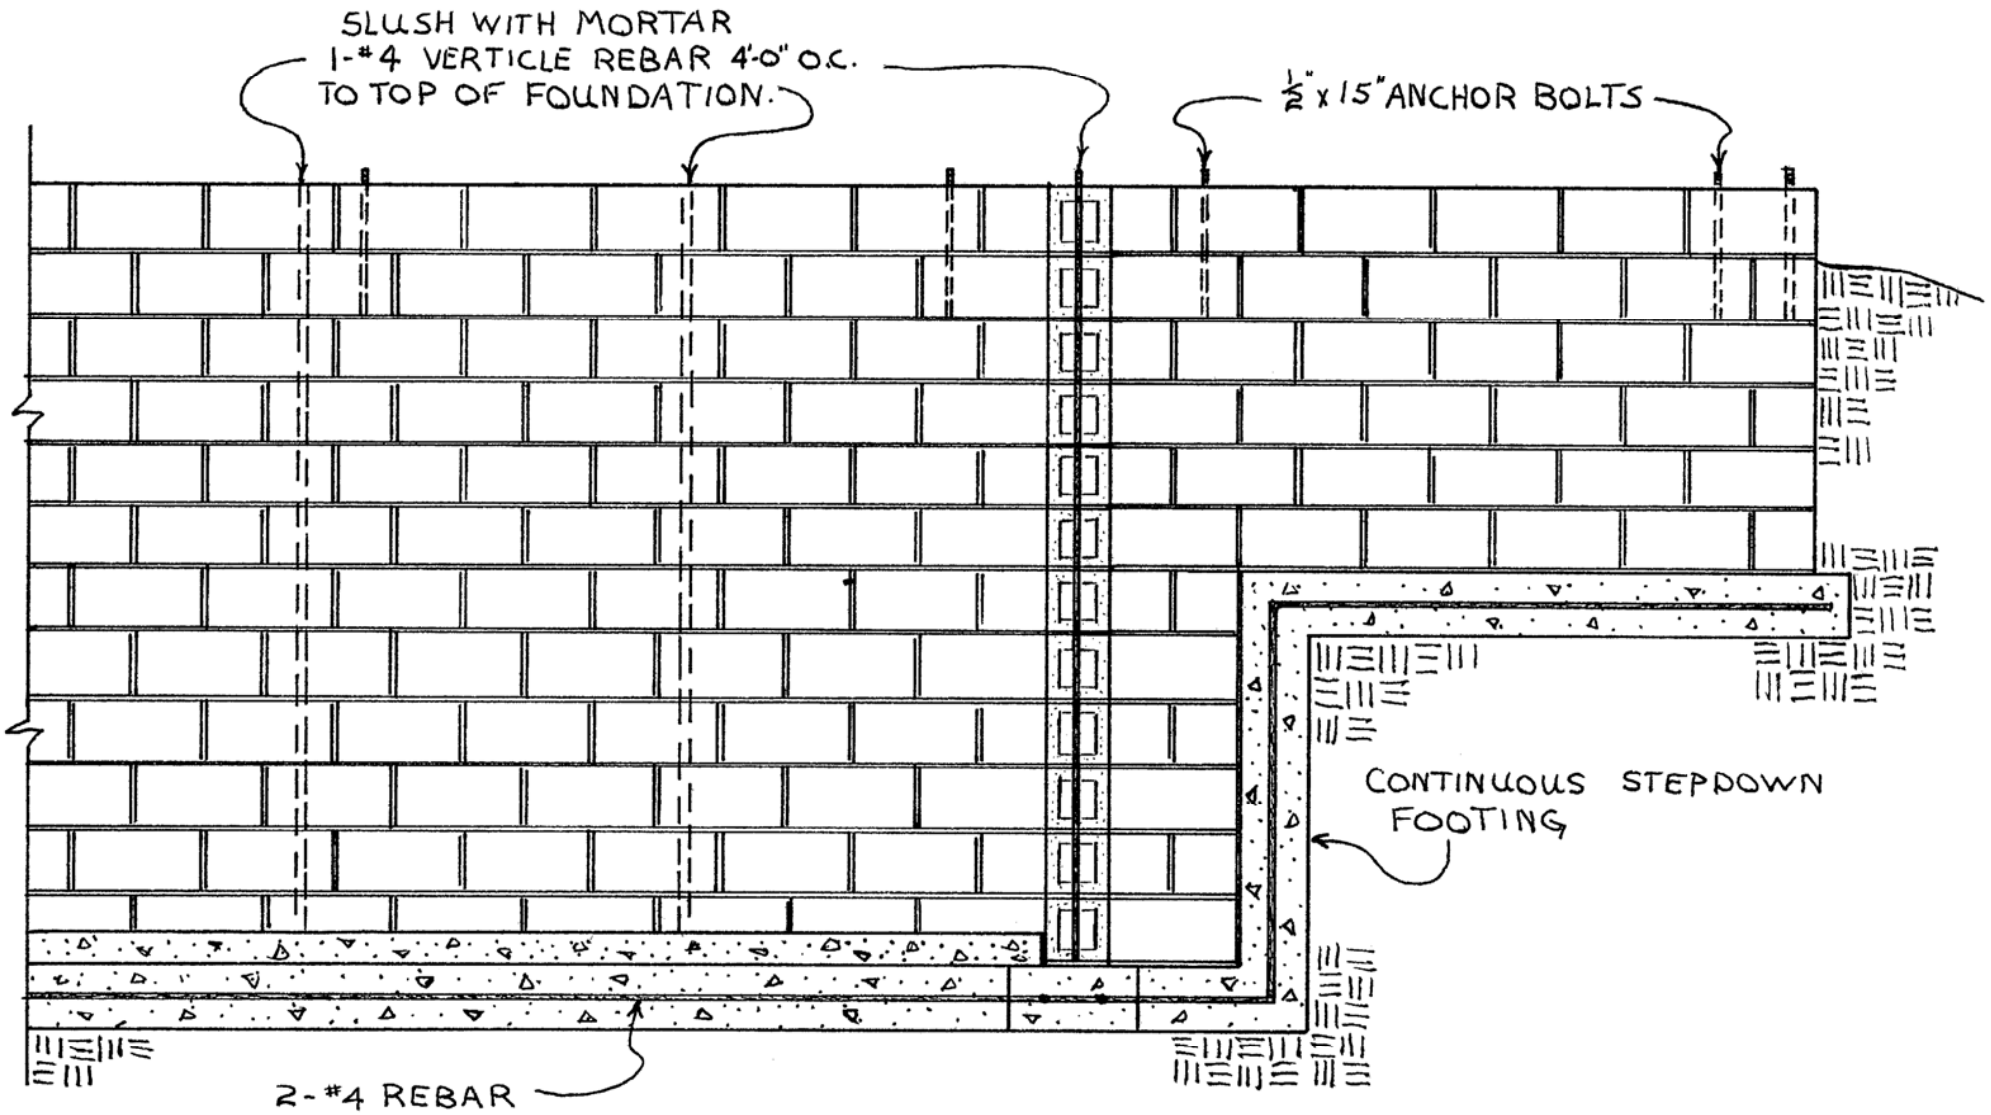 SLUSH WITH MORTAR
1-#4 VERTICLE REBAR 4'-0" O.C.
TO TOP OF FOUNDATION.
1/2" x 15" ANCHOR BOLTS
CONTINUOUS STEPDOWN
FOOTING
2-#4 REBAR